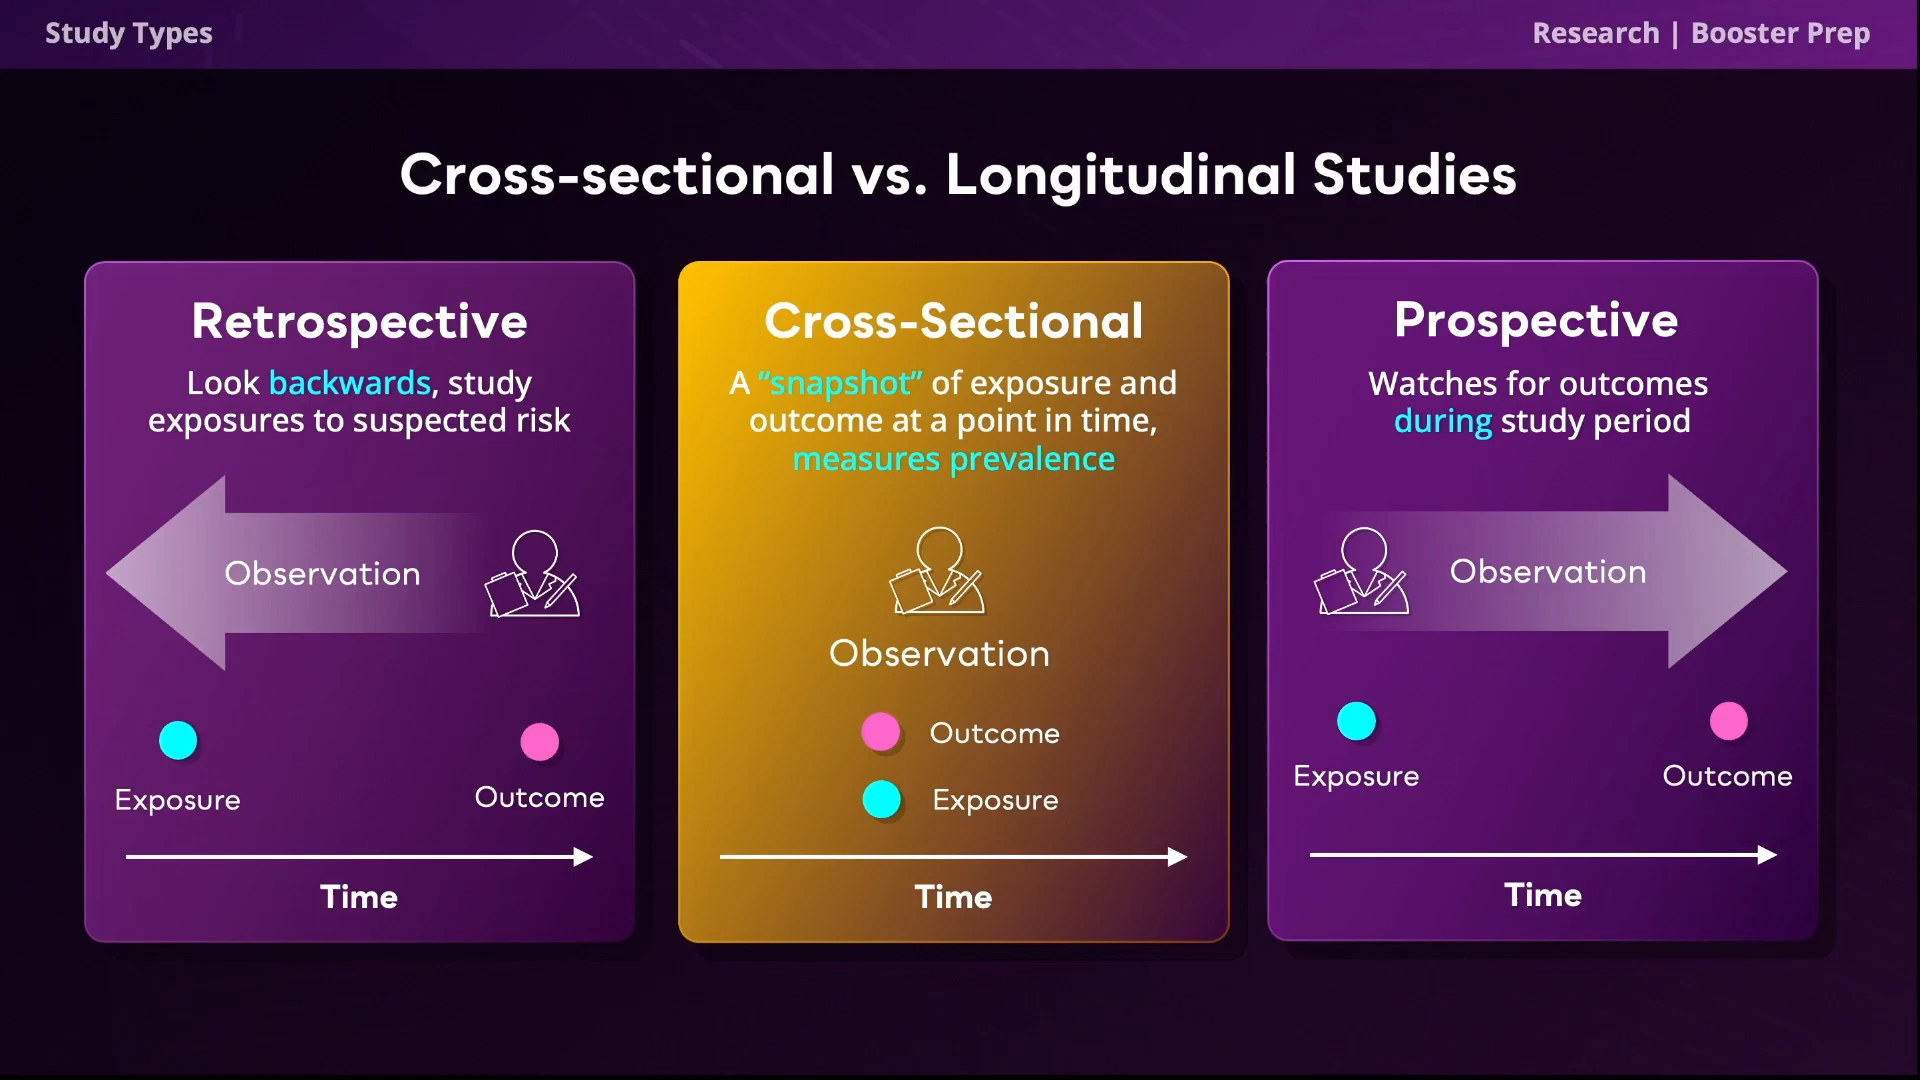 Study Types
Research | Booster Prep
Cross-sectional vs. Longitudinal Studies
Retrospective
Look backwards, study
exposures to suspected risk
Observation
Exposure
Outcome
Time
Cross-Sectional
A “snapshot” of exposure and
outcome at a point in time,
measures prevalence
Observation
Outcome
Exposure
Time
Prospective
Watches for outcomes
during study period
Observation
Exposure
Outcome
Time